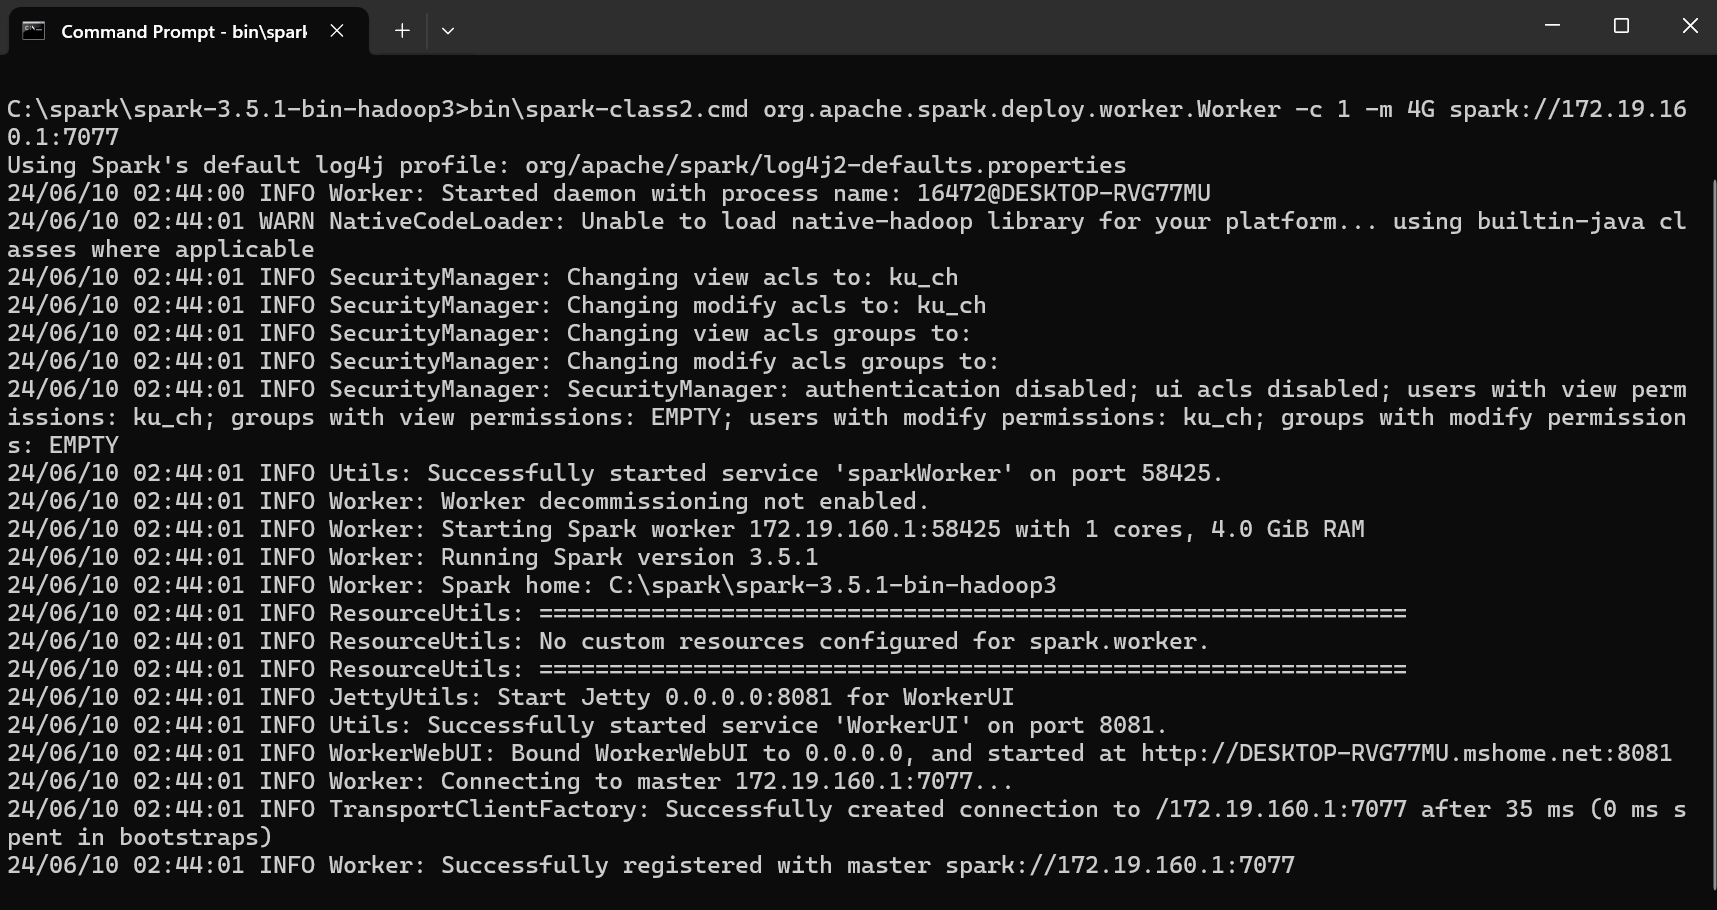 Command Prompt - bin\spark
C:\spark\spark-3.5.1-bin-hadoop3>bin\spark-class2.cmd org.apache.spark.deploy.worker.Worker -c 1 -m 4G spark://172.19.16
0.1:7077
Using Spark's default log4j profile: org/apache/spark/log4j2-defaults.properties
24/06/10 02:44:00 INFO Worker: Started daemon with process name: 16472@DESKTOP-RVG77MU
24/06/10 02:44:01 WARN NativeCodeLoader: Unable to load native-hadoop library for your platform... using builtin-java cl
asses where applicable
24/06/10 02:44:01 INFO SecurityManager: Changing view acls to: ku_ch
24/06/10 02:44:01 INFO SecurityManager: Changing modify acls to: ku_ch
24/06/10 02:44:01 INFO SecurityManager: Changing view acls groups to:
24/06/10 02:44:01 INFO SecurityManager: Changing modify acls groups to:
24/06/10 02:44:01 INFO SecurityManager: SecurityManager: authentication disabled; ui acls disabled; users with view perm
issions: ku_ch; groups with view permissions: EMPTY; users with modify permissions: ku_ch; groups with modify permission
s: EMPTY
24/06/10 02:44:01 INFO Utils: Successfully started service 'sparkWorker' on port 58425.
24/06/10 02:44:01 INFO Worker: Worker decommissioning not enabled.
24/06/10 02:44:01 INFO Worker: Starting Spark worker 172.19.160.1:58425 with 1 cores, 4.0 GiB RAM
24/06/10 02:44:01 INFO Worker: Running Spark version 3.5.1
24/06/10 02:44:01 INFO Worker: Spark home: C:\spark\spark-3.5.1-bin-hadoop3
24/06/10 02:44:01 INFO ResourceUtils: ==============================================================
24/06/10 02:44:01 INFO ResourceUtils: No custom resources configured for spark.worker.
24/06/10 02:44:01 INFO ResourceUtils: ==============================================================
24/06/10 02:44:01 INFO JettyUtils: Start Jetty 0.0.0.0:8081 for WorkerUI
24/06/10 02:44:01 INFO Utils: Successfully started service 'WorkerUI' on port 8081.
24/06/10 02:44:01 INFO WorkerWebUI: Bound WorkerWebUI to 0.0.0.0, and started at http://DESKTOP-RVG77MU.mshome.net:8081
24/06/10 02:44:01 INFO Worker: Connecting to master 172.19.160.1:7077...
24/06/10 02:44:01 INFO TransportClientFactory: Successfully created connection to /172.19.160.1:7077 after 35 ms (0 ms s
pent in bootstraps)
24/06/10 02:44:01 INFO Worker: Successfully registered with master spark://172.19.160.1:7077